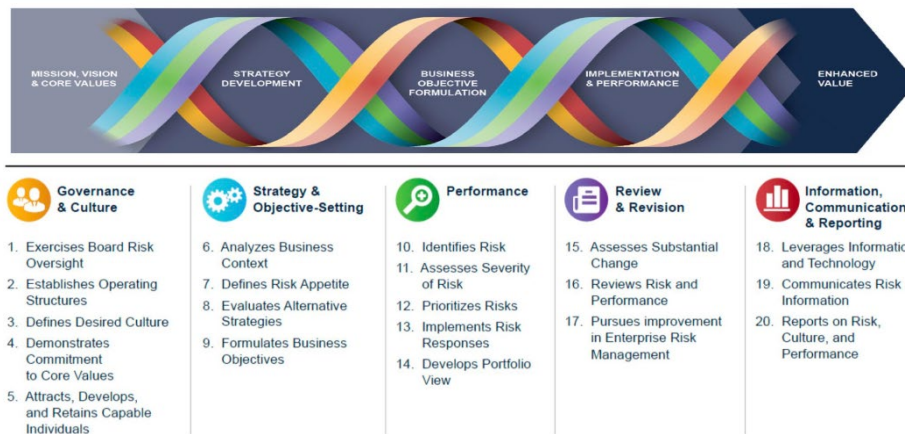 MISSION, VISION
& CORE VALUES
STRATEGY
DEVELOPMENT
BUSINESS
OBJECTIVE
FORMULATION
IMPLEMENTATION
& PERFORMANCE
ENHANCED
VALUE
Governance
& Culture
1. Exercises Board Risk
Oversight
2. Establishes Operating
Structures
3. Defines Desired Culture
4. Demonstrates
Commitment
to Core Values
5. Attracts, Develops,
and Retains Capable
Individuals
Strategy &
Objective-Setting
6. Analyzes Business
Context
7. Defines Risk Appetite
8. Evaluates Alternative
Strategies
9. Formulates Business
Objectives
Performance
10. Identifies Risk
11. Assesses Severity
of Risk
12. Prioritizes Risks
13. Implements Risk
Responses
14. Develops Portfolio
View
Review
& Revision
15. Assesses Substantial
Change
16. Reviews Risk and
Performance
17. Pursues improvement
in Enterprise Risk
Management
Information,
Communication
& Reporting
18. Leverages Informatio
and Technology
19. Communicates Risk
Information
20. Reports on Risk,
Culture, and
Performance